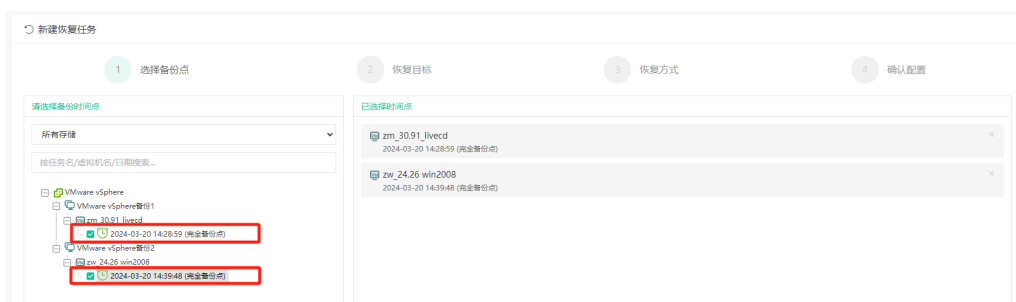 新建恢复任务
1 选择备份点
2 恢复目标
3 恢复方式
4 确认配置
请选择备份时间点
所有存储
按任务名/虚拟机名/日期搜索...
VMware vSphere
VMware vSphere备份1
zm_30.91_livecd
2024-03-20 14:28:59 (完全备份点)
VMware vSphere备份2
zw_24.26 win2008
2024-03-20 14:39:48 (完全备份点)
已选择时间点
zm_30.91_livecd
2024-03-20 14:28:59 (完全备份点)
zw_24.26 win2008
2024-03-20 14:39:48 (完全备份点)